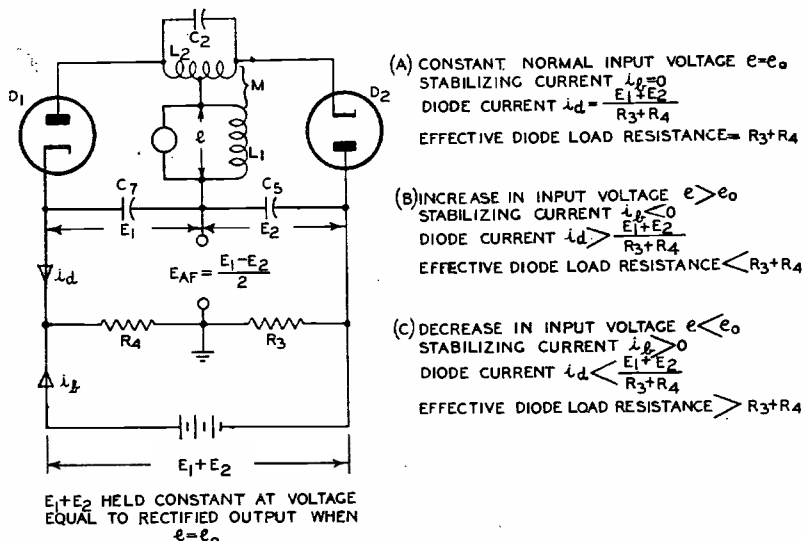 C2
L2
M
D1
D2
e
L1
C7
C5
E1
E2
id
EAF = E1−E2 / 2
R4
R3
ib
E1+E2
E1+E2 HELD CONSTANT AT VOLTAGE
EQUAL TO RECTIFIED OUTPUT WHEN
e=eo
(A) CONSTANT NORMAL INPUT VOLTAGE e=eo
STABILIZING CURRENT ib=0
DIODE CURRENT id = E1+E2 / R3+R4
EFFECTIVE DIODE LOAD RESISTANCE = R3+R4
(B) INCREASE IN INPUT VOLTAGE e>eo
STABILIZING CURRENT ib<0
DIODE CURRENT id > E1+E2 / R3+R4
EFFECTIVE DIODE LOAD RESISTANCE < R3+R4
(C) DECREASE IN INPUT VOLTAGE e<eo
STABILIZING CURRENT ib>0
DIODE CURRENT id < E1+E2 / R3+R4
EFFECTIVE DIODE LOAD RESISTANCE > R3+R4